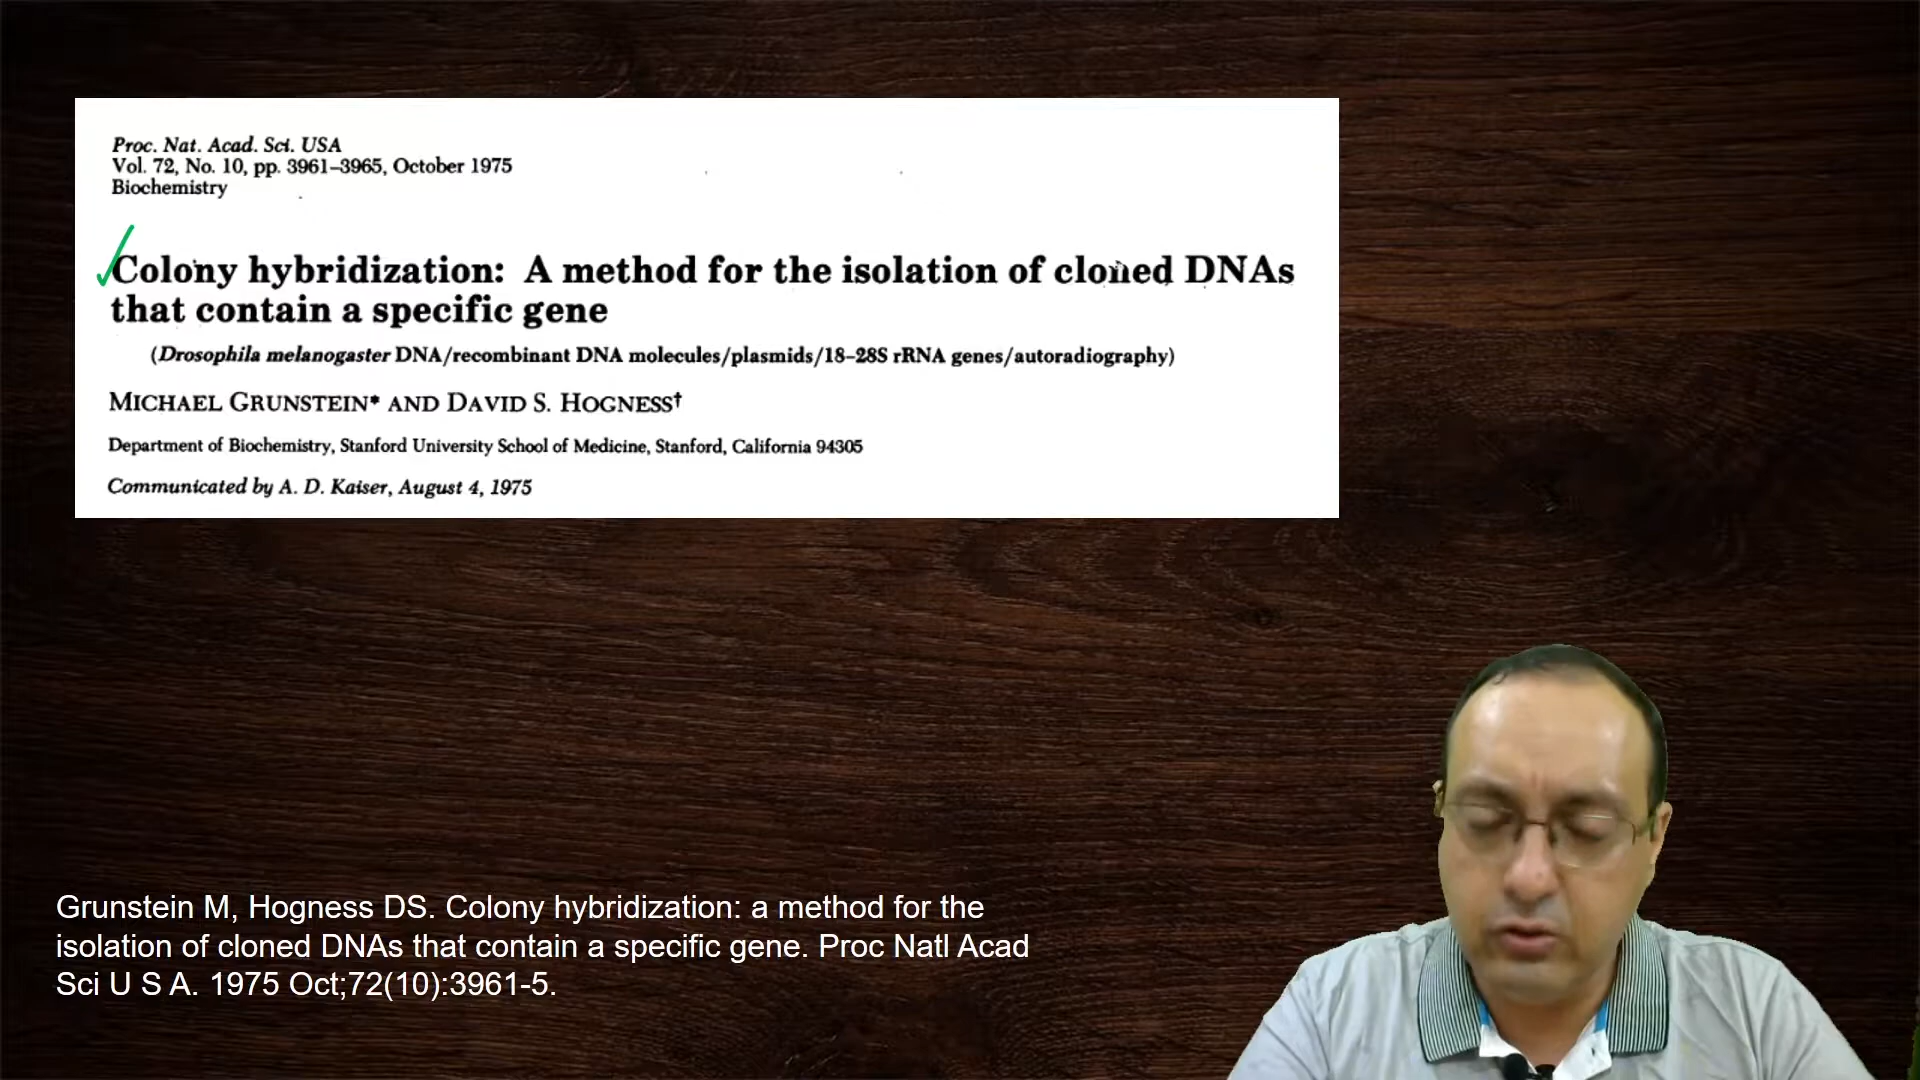 Proc. Nat. Acad. Sci. USA
Vol. 72, No. 10, pp. 3961–3965, October 1975
Biochemistry
Colony hybridization: A method for the isolation of cloned DNAs
that contain a specific gene
(Drosophila melanogaster DNA/recombinant DNA molecules/plasmids/18–28S rRNA genes/autoradiography)
MICHAEL GRUNSTEIN* AND DAVID S. HOGNESS†
Department of Biochemistry, Stanford University School of Medicine, Stanford, California 94305
Communicated by A. D. Kaiser, August 4, 1975
Grunstein M, Hogness DS. Colony hybridization: a method for the
isolation of cloned DNAs that contain a specific gene. Proc Natl Acad
Sci U S A. 1975 Oct;72(10):3961-5.